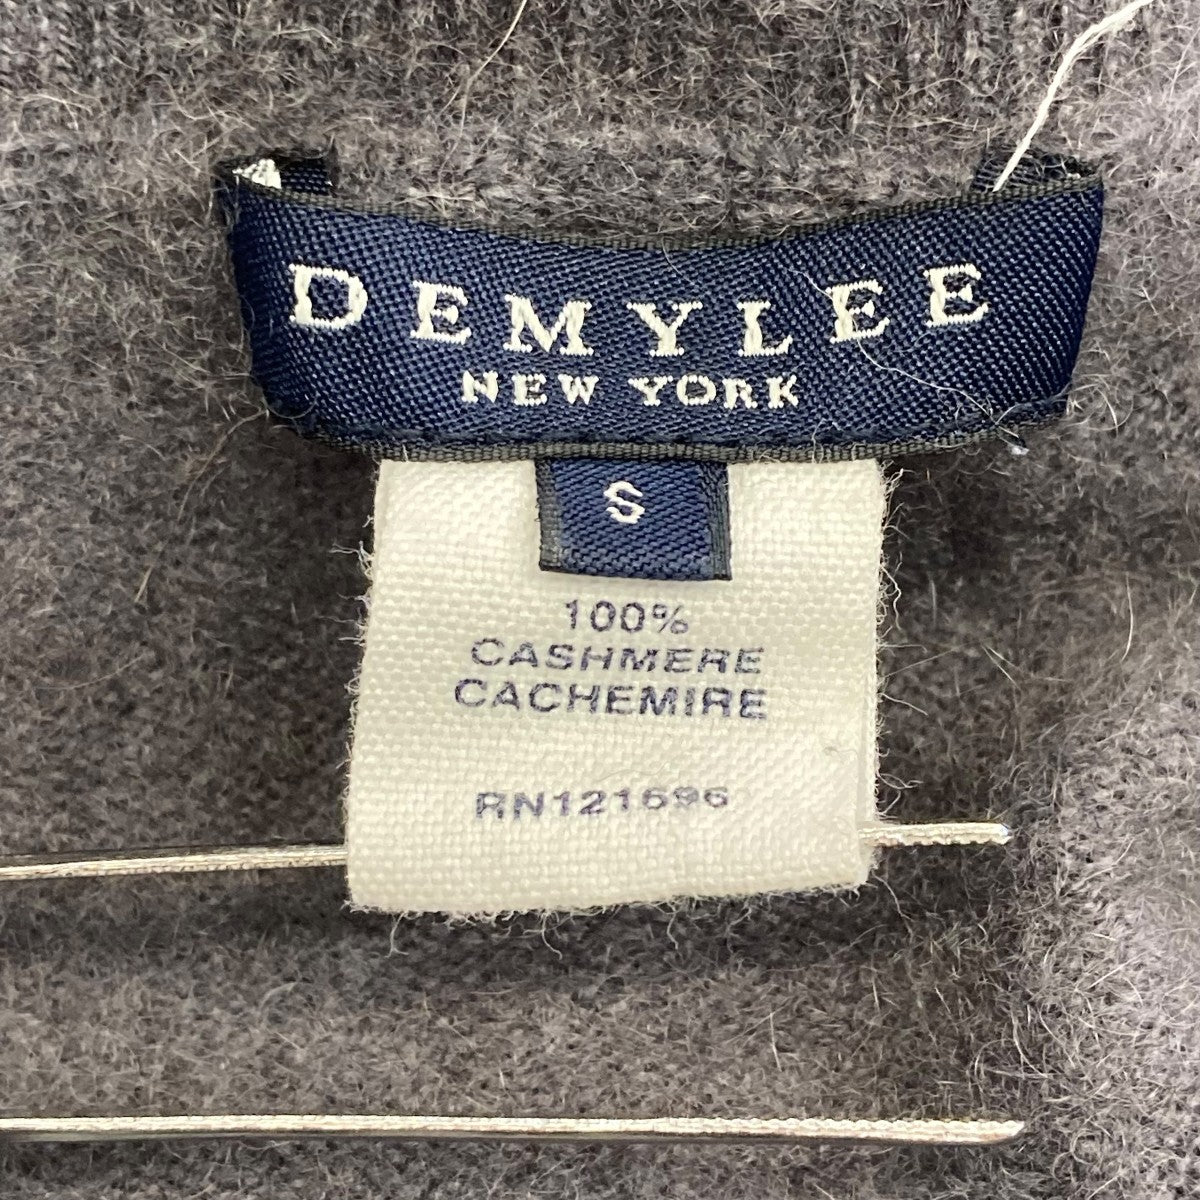 DEMYLEE
NEW YORK
S
100%
CASHMERE
CACHEMIRE
RN121696